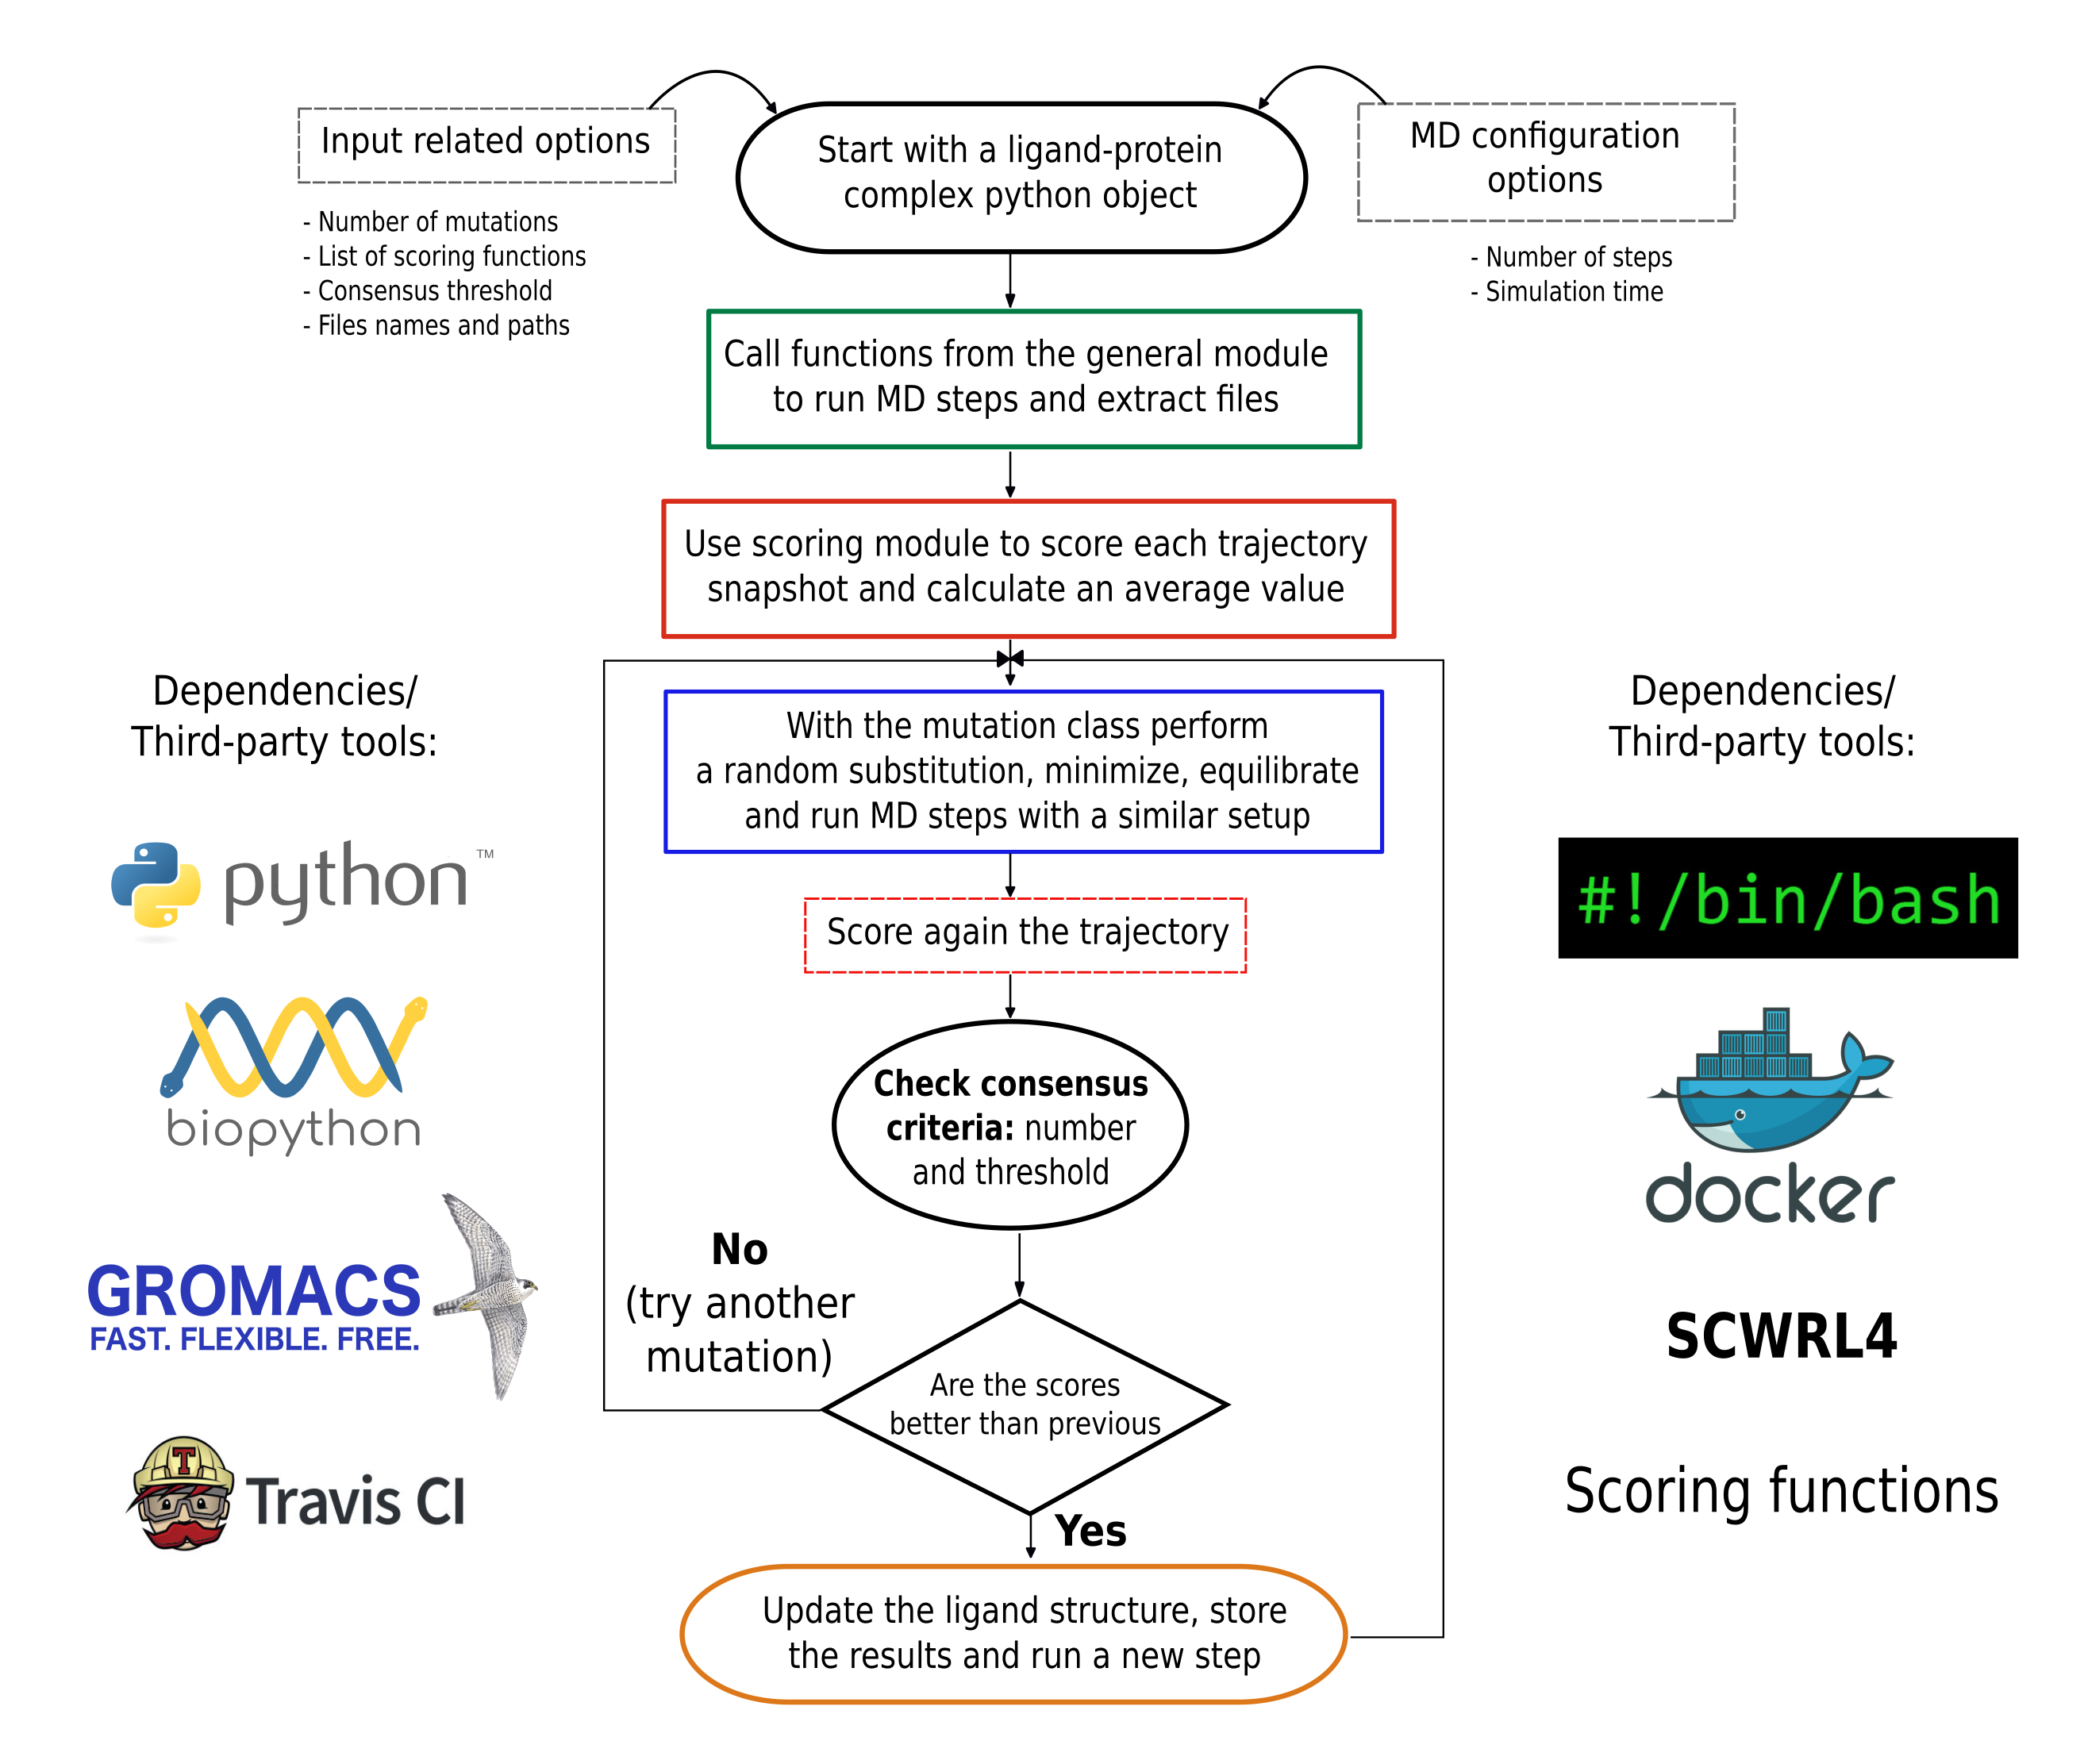 Input related options
- Number of mutations
- List of scoring functions
- Consensus threshold
- Files names and paths
Start with a ligand-protein
complex python object
MD configuration
options
- Number of steps
- Simulation time
Call functions from the general module
to run MD steps and extract files
Use scoring module to score each trajectory
snapshot and calculate an average value
With the mutation class perform
a random substitution, minimize, equilibrate
and run MD steps with a similar setup
Score again the trajectory
Check consensus
criteria: number
and threshold
No
(try another
mutation)
Are the scores
better than previous
Yes
Update the ligand structure, store
the results and run a new step
Dependencies/
Third-party tools:
python TM
biopython
GROMACS
FAST. FLEXIBLE. FREE.
T
Travis CI
Dependencies/
Third-party tools:
#!/bin/bash
docker
SCWRL4
Scoring functions